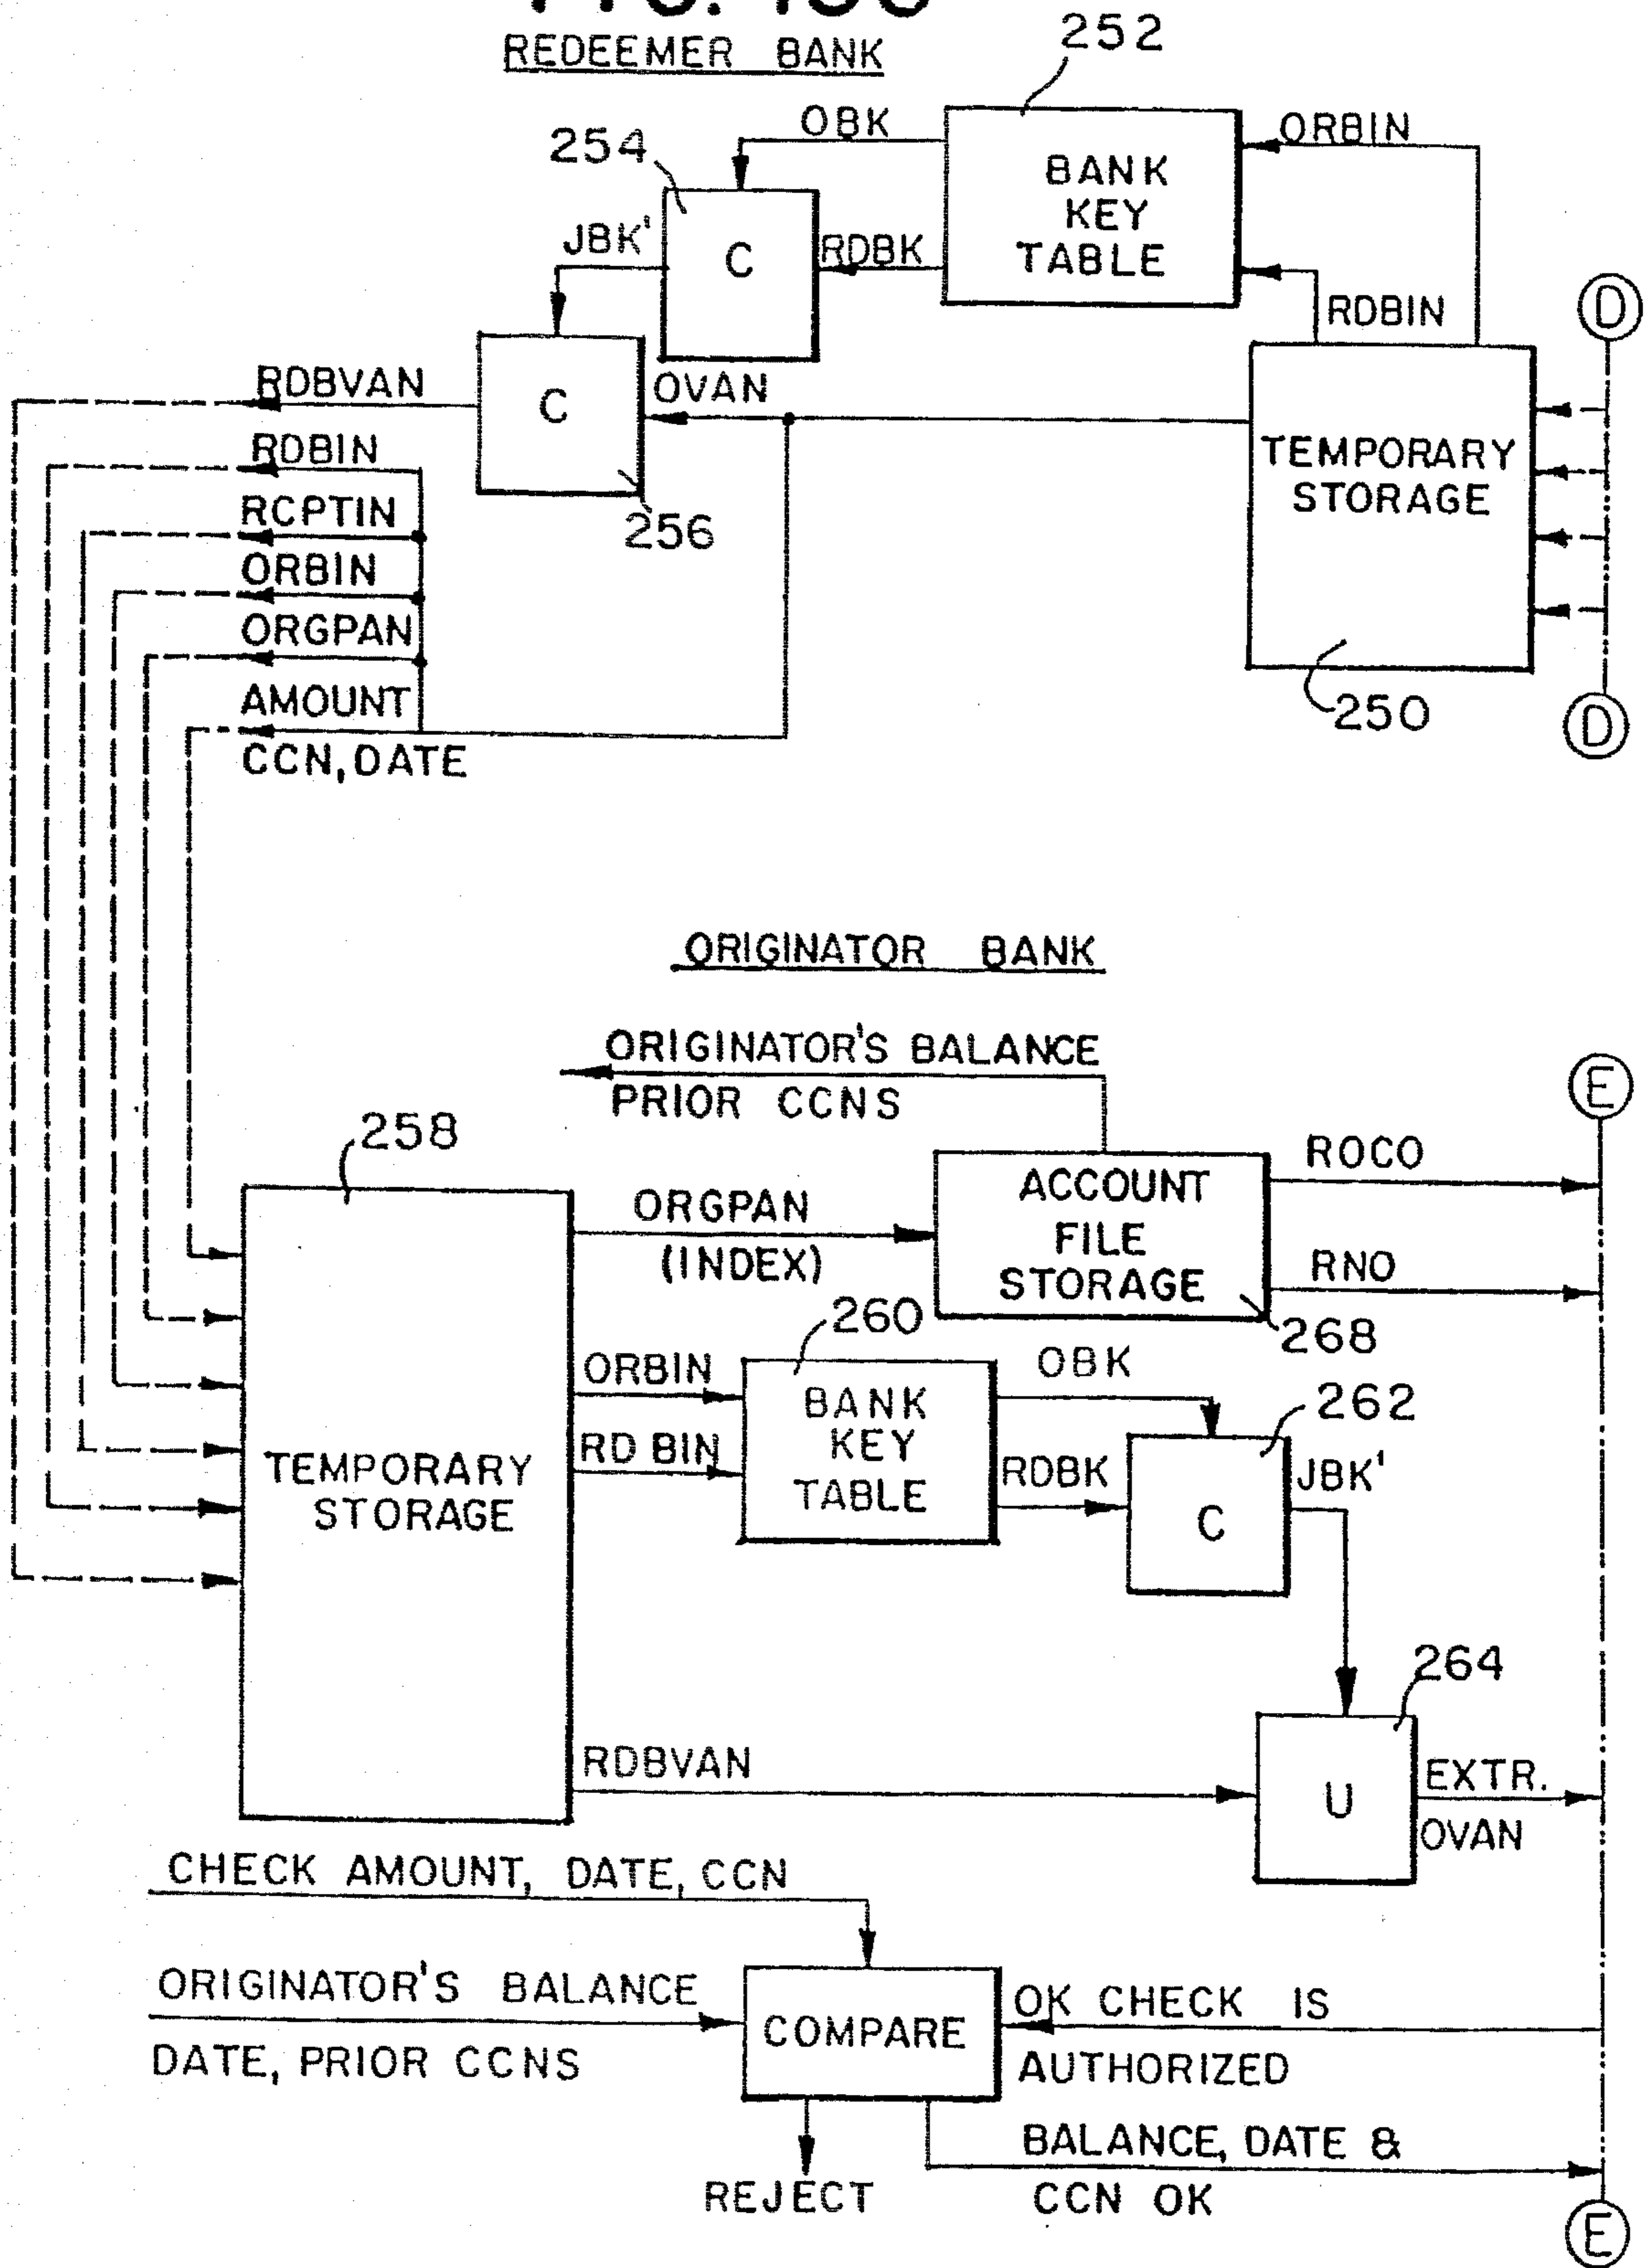 REDEEMER BANK
252
OBK
ORBIN
254
BANK
KEY
TABLE
JBK'
C
RDBK
RDBIN
D
RDBVAN
C
OVAN
TEMPORARY
STORAGE
RDBIN
RCPTIN
256
ORBIN
ORGPAN
AMOUNT
CCN, DATE
250
D
ORIGINATOR BANK
ORIGINATOR'S BALANCE
PRIOR CCNS
E
258
ROCO
ORGPAN
(INDEX)
ACCOUNT
FILE
STORAGE
RNO
260
268
ORBIN
OBK
262
BANK
KEY
TABLE
RD BIN
RDBK
JBK'
TEMPORARY
STORAGE
C
264
RDBVAN
U
EXTR.
OVAN
CHECK AMOUNT, DATE, CCN
ORIGINATOR'S BALANCE
DATE, PRIOR CCNS
COMPARE
OK CHECK IS
AUTHORIZED
BALANCE, DATE &
CCN OK
REJECT
E